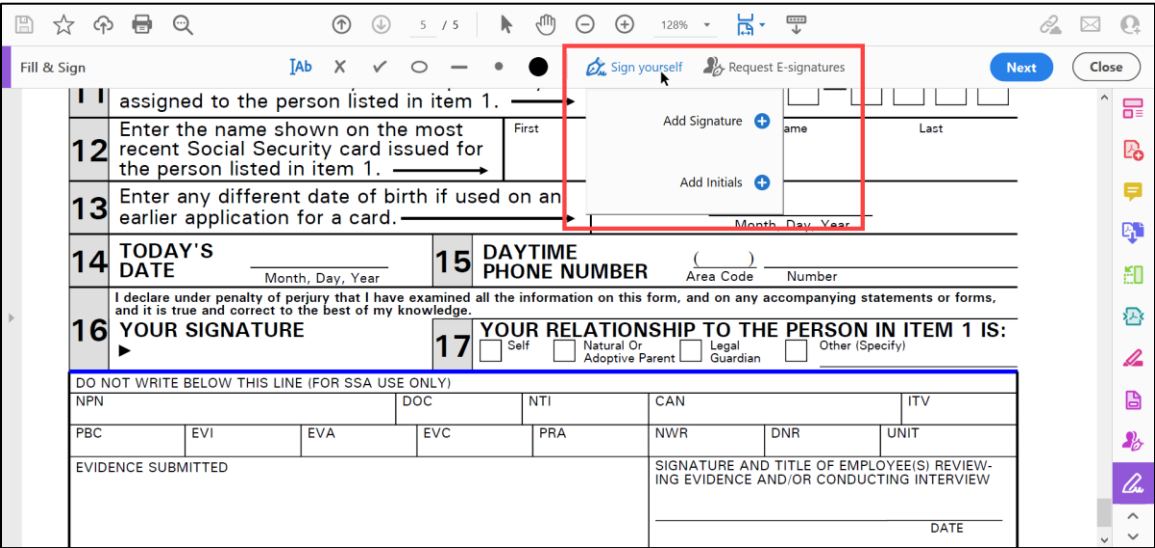 5 / 5
128%
Fill & Sign
Ab
Sign yourself
Request E-signatures
Next
Close
11
assigned to the person listed in item 1.
Add Signature
12
Enter the name shown on the most
recent Social Security card issued for
the person listed in item 1.
First
ame
Last
Add Initials
13
Enter any different date of birth if used on an
earlier application for a card.
Month, Day, Year
14
TODAY'S
DATE
Month, Day, Year
15
DAYTIME
PHONE NUMBER
( )
Area Code
Number
I declare under penalty of perjury that I have examined all the information on this form, and on any accompanying statements or forms,
and it is true and correct to the best of my knowledge.
16
YOUR SIGNATURE
17
YOUR RELATIONSHIP TO THE PERSON IN ITEM 1 IS:
Self
Natural Or
Adoptive Parent
Legal
Guardian
Other (Specify)
DO NOT WRITE BELOW THIS LINE (FOR SSA USE ONLY)
NPN
DOC
NTI
CAN
ITV
PBC
EVI
EVA
EVC
PRA
NWR
DNR
UNIT
EVIDENCE SUBMITTED
SIGNATURE AND TITLE OF EMPLOYEE(S) REVIEW-
ING EVIDENCE AND/OR CONDUCTING INTERVIEW
DATE